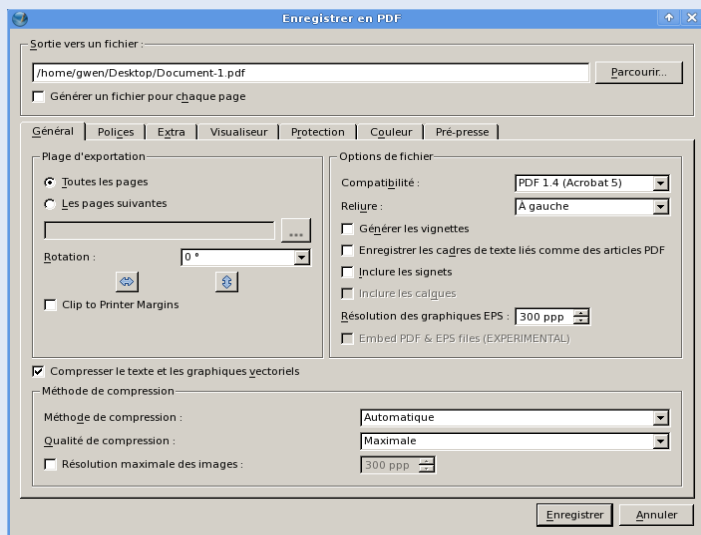 Enregistrer en PDF
Sortie vers un fichier :
/home/gwen/Desktop/Document-1.pdf
Parcourir...
Générer un fichier pour chaque page
Général Polices Extra Visualiseur Protection Couleur Pré-presse
Plage d'exportation
Toutes les pages
Les pages suivantes
...
Rotation : 0 °
Clip to Printer Margins
Options de fichier
Compatibilité : PDF 1.4 (Acrobat 5)
Reliure : À gauche
Générer les vignettes
Enregistrer les cadres de texte liés comme des articles PDF
Inclure les signets
Inclure les calques
Résolution des graphiques EPS : 300 ppp
Embed PDF & EPS files (EXPERIMENTAL)
Compresser le texte et les graphiques vectoriels
Méthode de compression
Méthode de compression : Automatique
Qualité de compression : Maximale
Résolution maximale des images : 300 ppp
Enregistrer Annuler